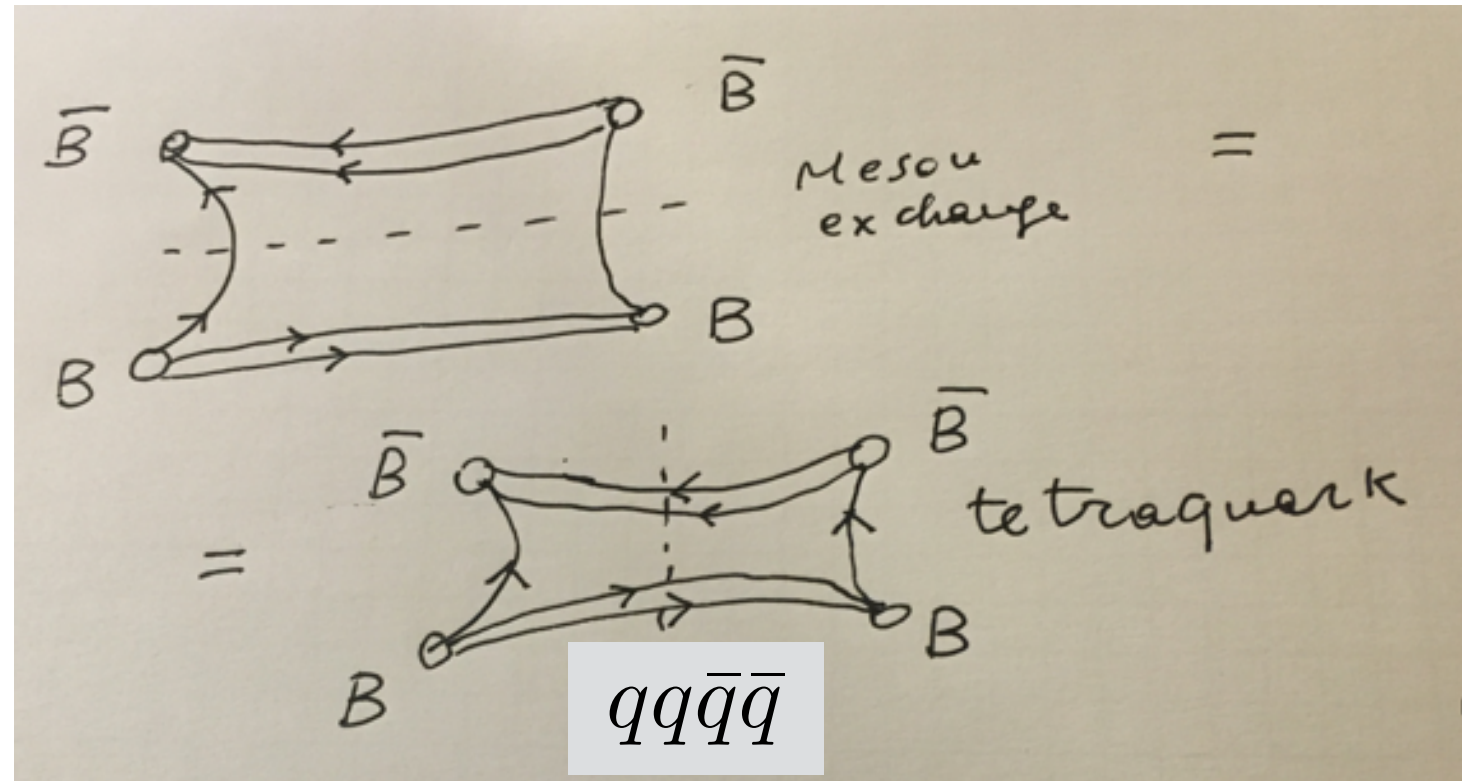 B̅
B̅
Meson
exchange
=
B
B
B̅
B̅
tetraquark
=
B
B
qqq̅q̅